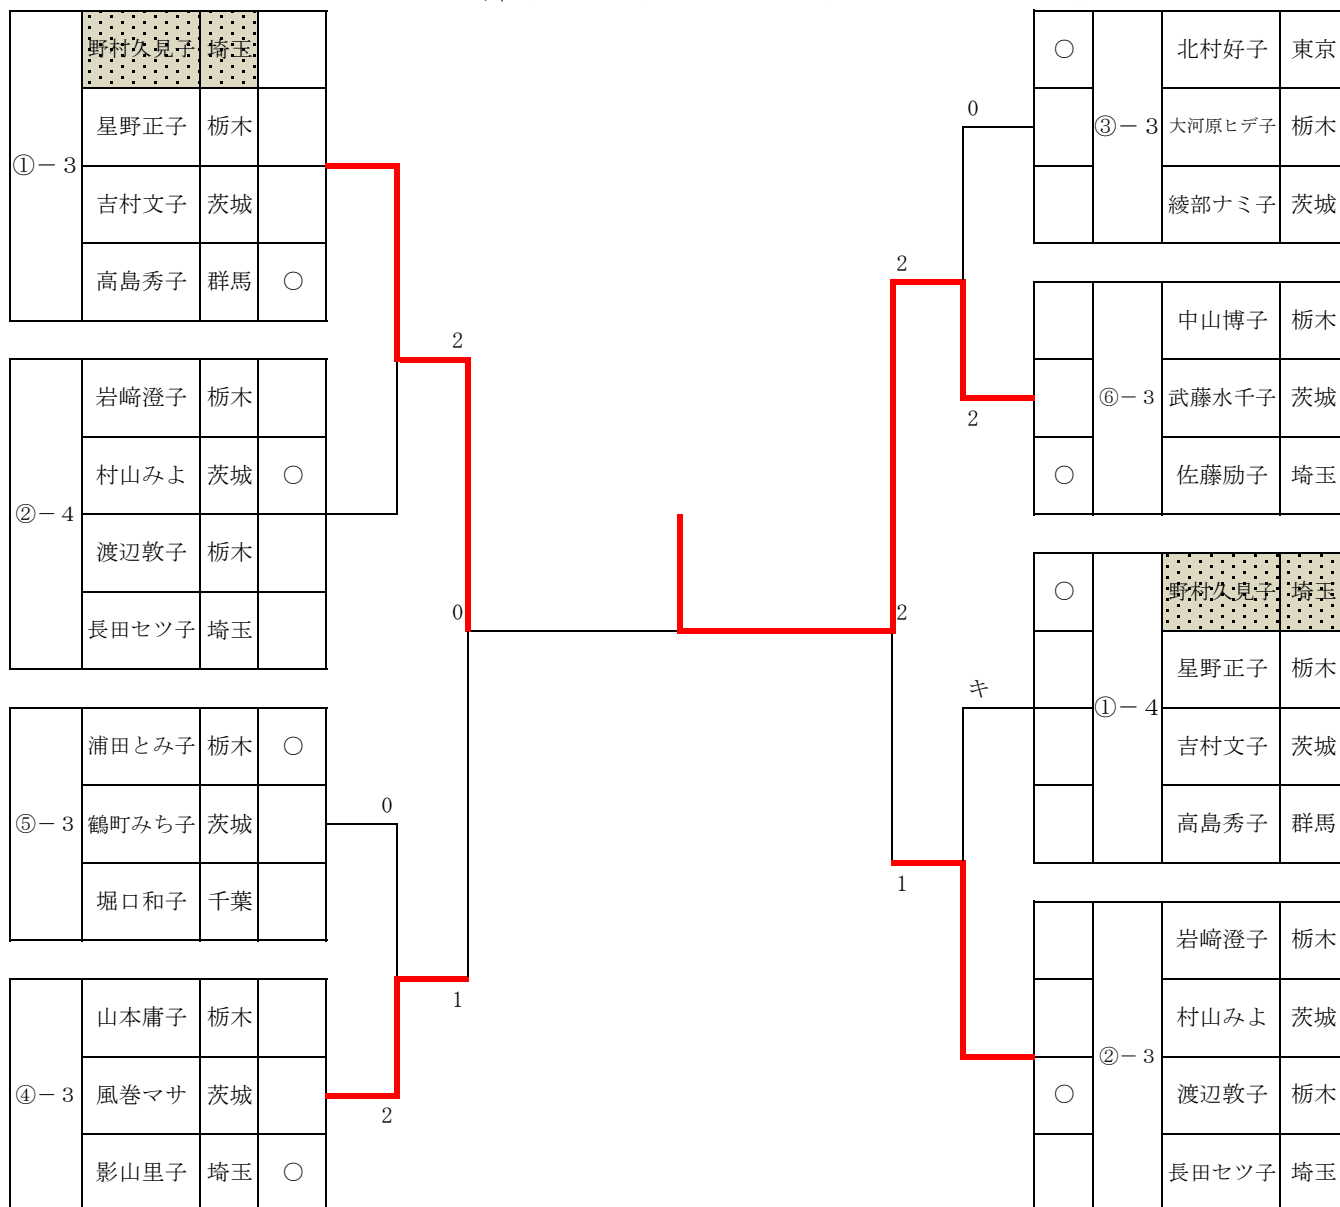 ①－3
野村久見子 埼玉
星野正子 栃木
吉村文子 茨城
高島秀子 群馬 ○
②－4
岩﨑澄子 栃木
村山みよ 茨城 ○
渡辺敦子 栃木
長田セツ子 埼玉
⑤－3
浦田とみ子 栃木 ○
鶴町みち子 茨城
堀口和子 千葉
④－3
山本庸子 栃木
風巻マサ 茨城
影山里子 埼玉 ○
2
0
0
1
2
0
2
2
2
キ
1
③－3
○ 北村好子 東京
大河原ヒデ子 栃木
綾部ナミ子 茨城
⑥－3
中山博子 栃木
武藤水千子 茨城
○ 佐藤励子 埼玉
①－4
○ 野村久見子 埼玉
星野正子 栃木
吉村文子 茨城
高島秀子 群馬
②－3
岩﨑澄子 栃木
村山みよ 茨城
○ 渡辺敦子 栃木
長田セツ子 埼玉